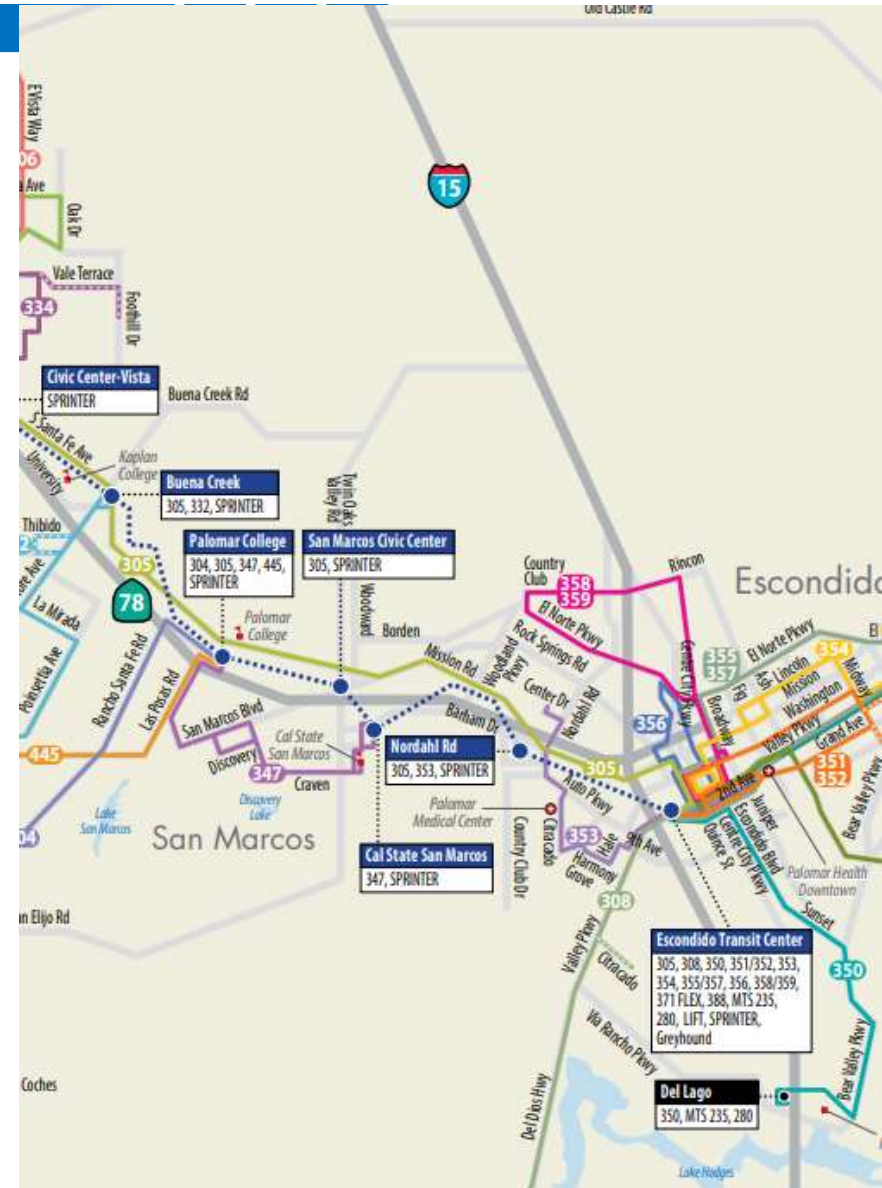 Old Castle Rd
E Vista Way
Oak Dr
15
Vale Terrace
334
Foothill Dr
Civic Center-Vista
SPRINTER
Buena Creek Rd
S Santa Fe Ave
University
Kaplan
College
Buena Creek
305, 332, SPRINTER
Twin Oaks
Valley Rd
Thibido
Palomar College
304, 305, 347, 445,
SPRINTER
San Marcos Civic Center
305, SPRINTER
305
78
La Mirada
Poinsettia Ave
Palomar
College
Woodward
Borden
Mission Rd
Country
Club
358
359
Rincon
Escondido
El Norte Pkwy
Rock Springs Rd
Woodland
Pkwy
Center Dr
Nordahl Rd
Center City Pkwy
355
357
El Norte Pkwy
354
El
Fig
Ash
Lincoln
Mission
Washington
Midway
Broadway
Valley Pkwy
Grand Ave
356
Rancho Santa Fe Rd
Las Posas Rd
San Marcos Blvd
Discovery
347
Craven
Cal State
San Marcos
Barham Dr
Nordahl Rd
305, 353, SPRINTER
305
Auto Pkwy
351
352
2nd Ave
445
Lake
San Marcos
Discovery
Lake
San Marcos
Palomar
Medical Center
Country Club Dr
Citracado
353
Hale
Harmony
Grove
9th Ave
Juniper
Escondido Blvd
Centre City Pkwy
Quince St
Bear Valley Pkwy
Palomar Health
Downtown
Cal State San Marcos
347, SPRINTER
308
Sunset
n Elijo Rd
Valley Pkwy
Citracado
Escondido Transit Center
305, 308, 350, 351/352, 353,
354, 355/357, 356, 358/359,
371 FLEX, 388, MTS 235,
280, LIFT, SPRINTER,
Greyhound
350
Via Rancho Pkwy
Coches
Del Dios Hwy
Del Lago
350, MTS 235, 280
Bear Valley Pkwy
Lake Hodges